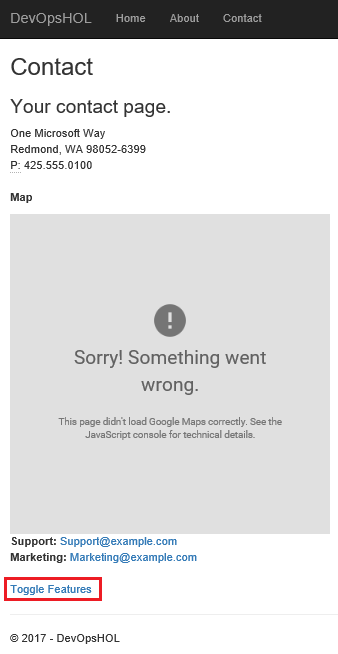 DevOpsHOL Home About Contact
Contact
Your contact page.
One Microsoft Way
Redmond, WA 98052-6399
P: 425.555.0100
Map
Sorry! Something went
wrong.
This page didn't load Google Maps correctly. See the
JavaScript console for technical details.
Support: Support@example.com
Marketing: Marketing@example.com
Toggle Features
© 2017 - DevOpsHOL